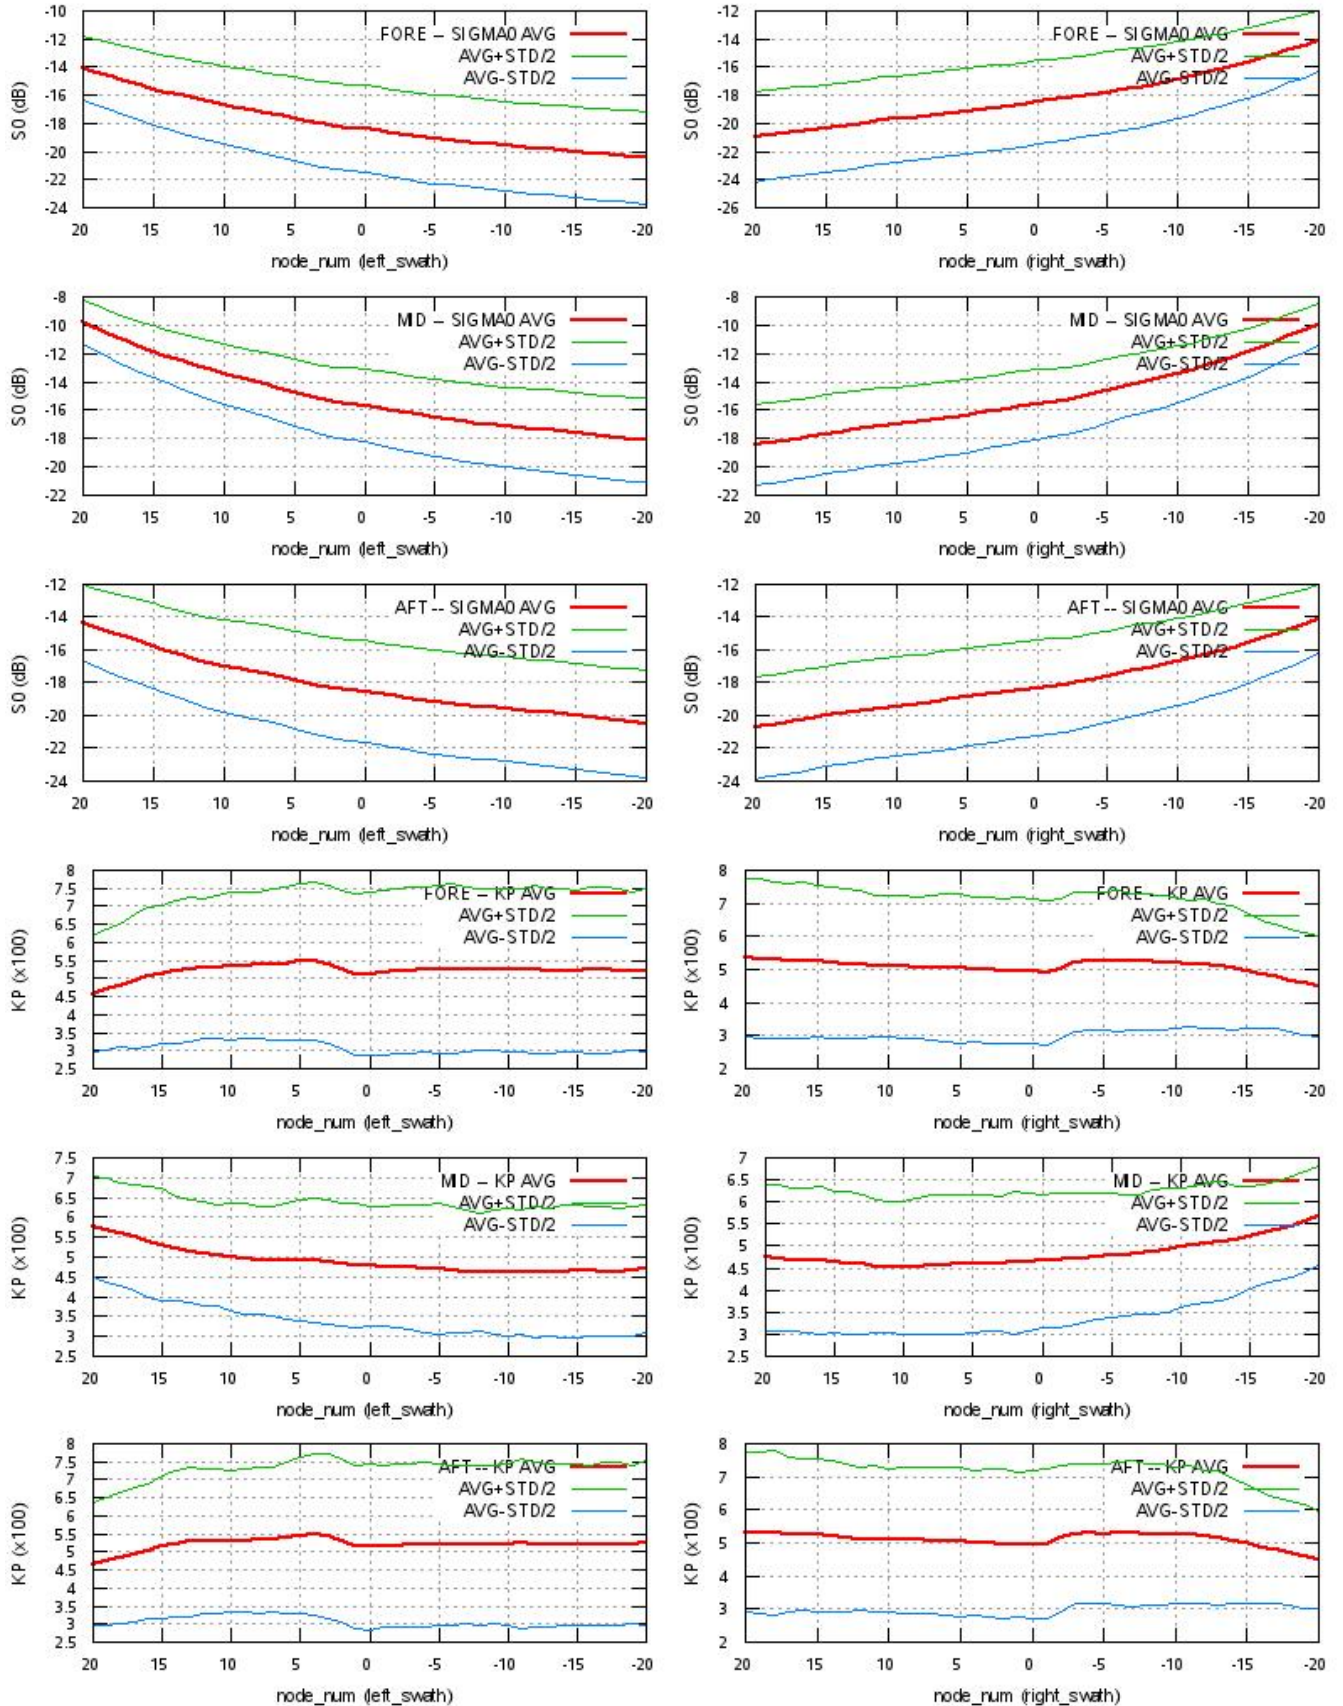 -10
-12
-14
-16
-18
-20
-22
-24
S0 (dB)
FORE -- SIGMA0 AVG
AVG+STD/2
AVG-STD/2
20 15 10 5 0 -5 -10 -15 -20
node_num (left_swath)
-12
-14
-16
-18
-20
-22
-24
-26
S0 (dB)
FORE -- SIGMA0 AVG
AVG+STD/2
AVG-STD/2
20 15 10 5 0 -5 -10 -15 -20
node_num (right_swath)
-8
-10
-12
-14
-16
-18
-20
-22
S0 (dB)
MID -- SIGMA0 AVG
AVG+STD/2
AVG-STD/2
20 15 10 5 0 -5 -10 -15 -20
node_num (left_swath)
-8
-10
-12
-14
-16
-18
-20
-22
S0 (dB)
MID -- SIGMA0 AVG
AVG+STD/2
AVG-STD/2
20 15 10 5 0 -5 -10 -15 -20
node_num (right_swath)
-12
-14
-16
-18
-20
-22
-24
S0 (dB)
AFT -- SIGMA0 AVG
AVG+STD/2
AVG-STD/2
20 15 10 5 0 -5 -10 -15 -20
node_num (left_swath)
-12
-14
-16
-18
-20
-22
-24
S0 (dB)
AFT -- SIGMA0 AVG
AVG+STD/2
AVG-STD/2
20 15 10 5 0 -5 -10 -15 -20
node_num (right_swath)
8
7.5
7
6.5
6
5.5
5
4.5
4
3.5
3
2.5
KP (x100)
FORE -- KP AVG
AVG+STD/2
AVG-STD/2
20 15 10 5 0 -5 -10 -15 -20
node_num (left_swath)
8
7
6
5
4
3
2
KP (x100)
FORE -- KP AVG
AVG+STD/2
AVG-STD/2
20 15 10 5 0 -5 -10 -15 -20
node_num (right_swath)
7.5
7
6.5
6
5.5
5
4.5
4
3.5
3
2.5
KP (x100)
MID -- KP AVG
AVG+STD/2
AVG-STD/2
20 15 10 5 0 -5 -10 -15 -20
node_num (left_swath)
7
6.5
6
5.5
5
4.5
4
3.5
3
2.5
KP (x100)
MID -- KP AVG
AVG+STD/2
AVG-STD/2
20 15 10 5 0 -5 -10 -15 -20
node_num (right_swath)
8
7.5
7
6.5
6
5.5
5
4.5
4
3.5
3
2.5
KP (x100)
AFT -- KP AVG
AVG+STD/2
AVG-STD/2
20 15 10 5 0 -5 -10 -15 -20
node_num (left_swath)
8
7
6
5
4
3
2
KP (x100)
AFT -- KP AVG
AVG+STD/2
AVG-STD/2
20 15 10 5 0 -5 -10 -15 -20
node_num (right_swath)